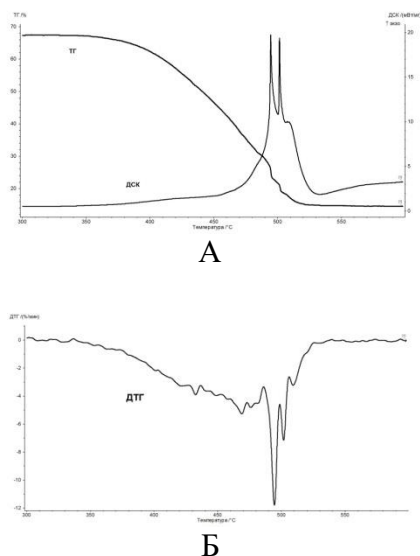 ТГ /%
ДСК /(мВт/мг)
↑ экзо
70
20
ТГ
60
15
50
40
10
30
5
ДСК
20
0
300 350 400 450 500 550
Температура /°C
А
ДТГ /(%/мин)
0
-2
-4
ДТГ
-6
-8
-10
-12
300 350 400 450 500 550
Температура /°C
Б